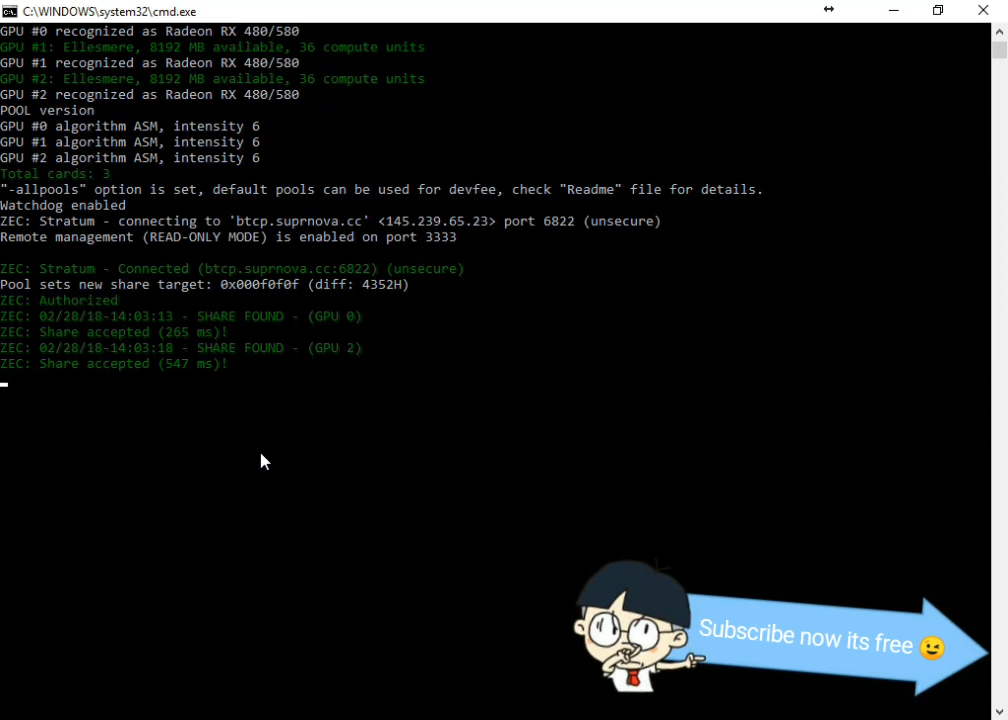 C:\WINDOWS\system32\cmd.exe
GPU #0 recognized as Radeon RX 480/580
GPU #1: Ellesmere, 8192 MB available, 36 compute units
GPU #1 recognized as Radeon RX 480/580
GPU #2: Ellesmere, 8192 MB available, 36 compute units
GPU #2 recognized as Radeon RX 480/580
POOL version
GPU #0 algorithm ASM, intensity 6
GPU #1 algorithm ASM, intensity 6
GPU #2 algorithm ASM, intensity 6
Total cards: 3
"-allpools" option is set, default pools can be used for devfee, check "Readme" file for details.
Watchdog enabled
ZEC: Stratum - connecting to 'btcp.suprnova.cc' <145.239.65.23> port 6822 (unsecure)
Remote management (READ-ONLY MODE) is enabled on port 3333
ZEC: Stratum - Connected (btcp.suprnova.cc:6822) (unsecure)
Pool sets new share target: 0x000f0f0f (diff: 4352H)
ZEC: Authorized
ZEC: 02/28/18-14:03:13 - SHARE FOUND - (GPU 0)
ZEC: Share accepted (265 ms)!
ZEC: 02/28/18-14:03:18 - SHARE FOUND - (GPU 2)
ZEC: Share accepted (547 ms)!
Subscribe now its free 😉